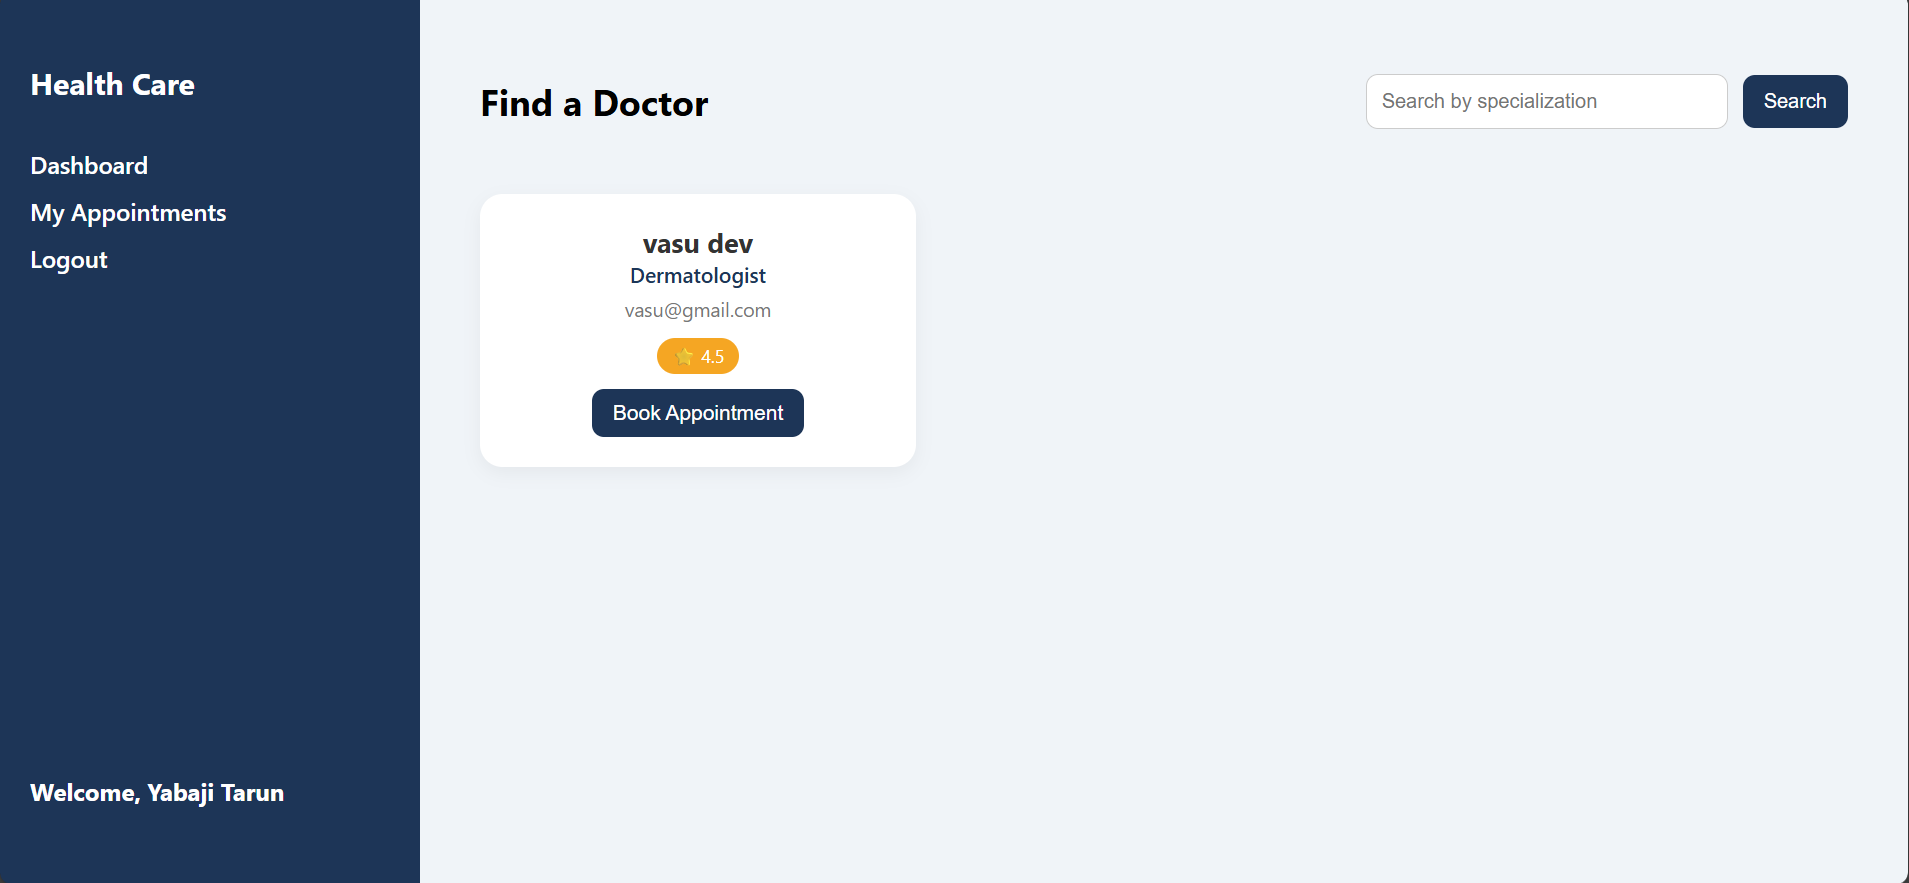 Health Care
Dashboard
My Appointments
Logout
Welcome, Yabaji Tarun
Find a Doctor
Search by specialization
Search
vasu dev
Dermatologist
vasu@gmail.com
⭐ 4.5
Book Appointment